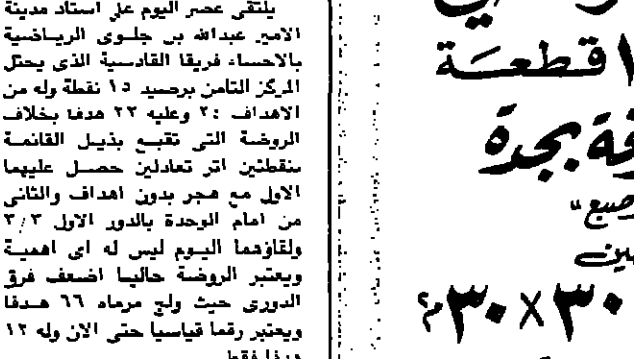 يلتقى عصر اليوم على استاد مدينة
الامير عبدالله بن جلوى الرياضية
بالاحساء فريقا القادسية الذى يحتل
المركز الثامن برصيد ١٥ نقطة وله من
الاهداف ٢٤ وعليه ٢٢ هدفا بخلاف
الروضة التى تقبع بذيل القائمة
بنقطتين اثر تعادلين حصل عليهما
الاول مع هجر بدون اهداف والثانى
من امام الوحدة بالدور الاول ٣/٣
ولقاؤهما اليوم ليس له اى اهمية
ويعتبر الروضة حاليا اضعف فرق
الدورى حيث ولج مرماه ٦٦ هدفا
ويعتبر رقما قياسيا حتى الان وله ١٢
هدفا فقط
قطعة
بجدة
٣٠ × ٣٠ م٢